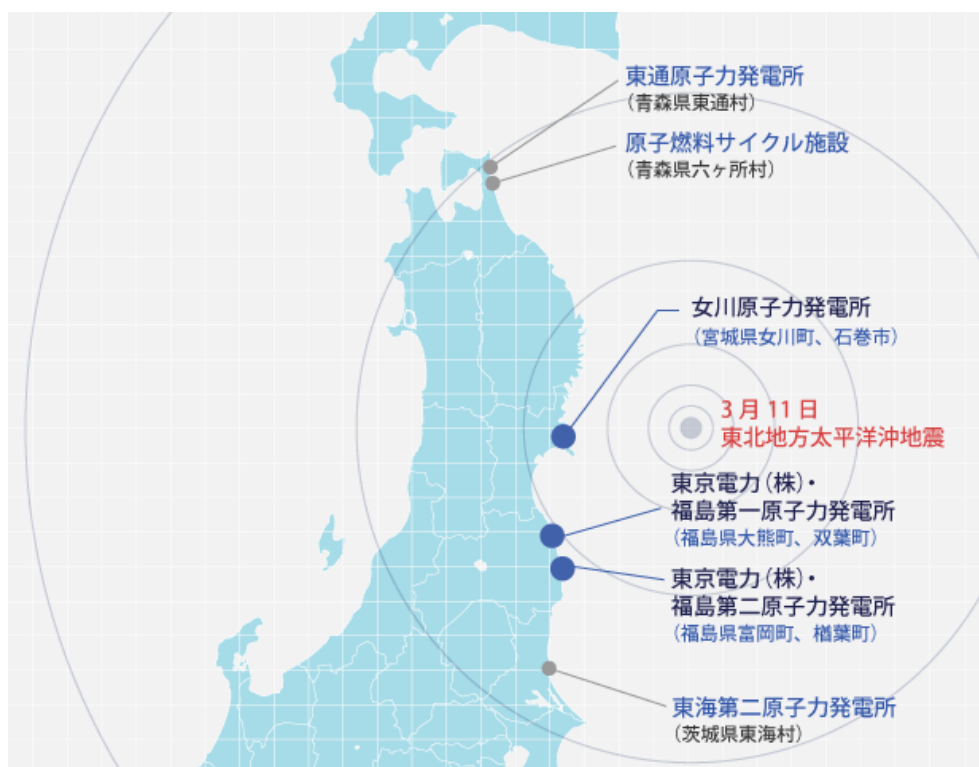 東通原子力発電所
(青森県東通村)
原子燃料サイクル施設
(青森県六ヶ所村)
女川原子力発電所
(宮城県女川町、石巻市)
3月11日
東北地方太平洋沖地震
東京電力(株)・
福島第一原子力発電所
(福島県大熊町、双葉町)
東京電力(株)・
福島第二原子力発電所
(福島県富岡町、楢葉町)
東海第二原子力発電所
(茨城県東海村)